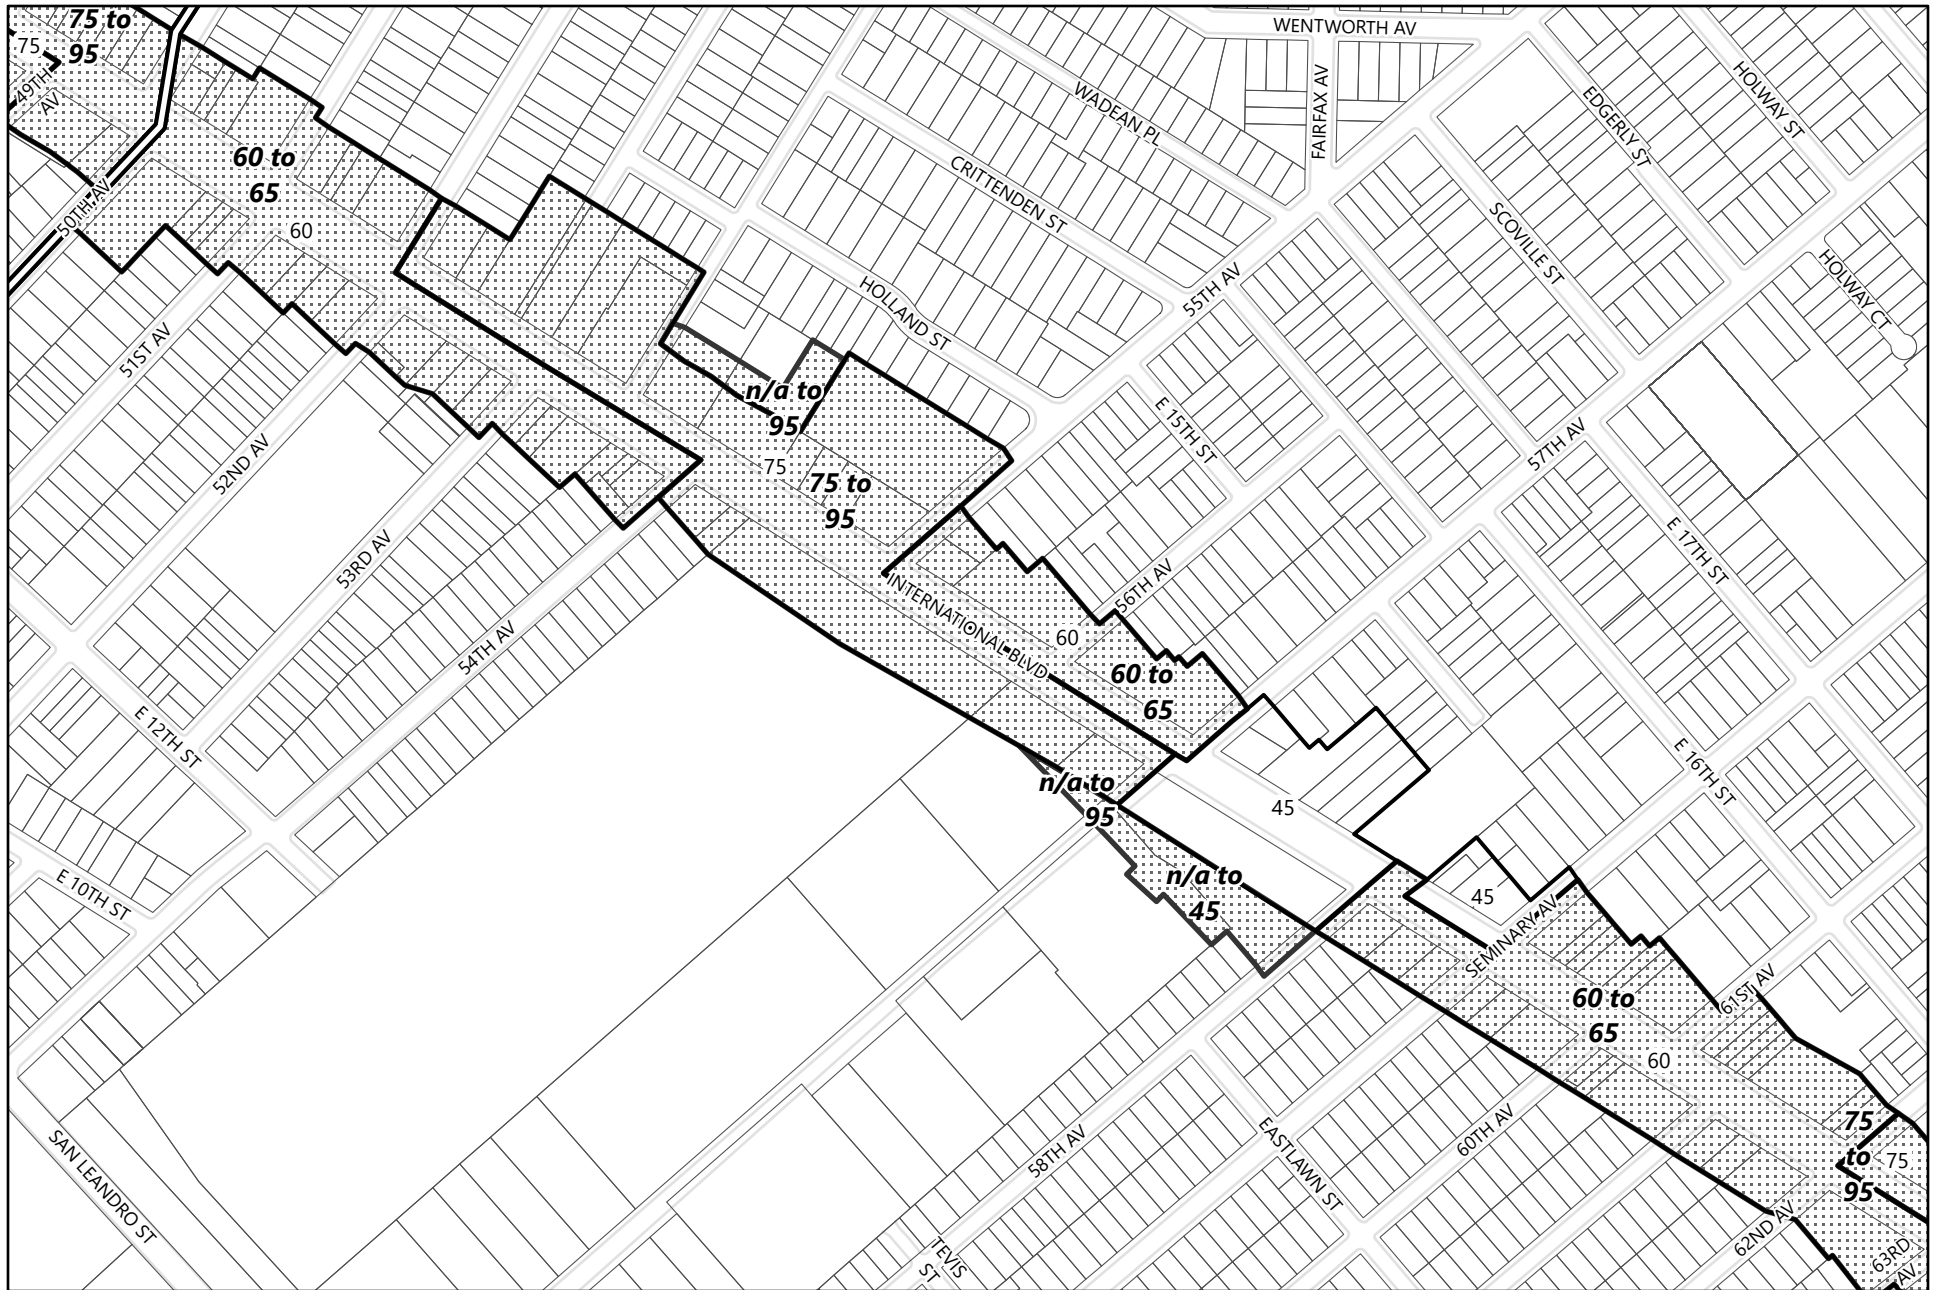 75 to
95
75
49TH
AV
WENTWORTH AV
WADEAN PL
FAIRFAX AV
HOLWAY ST
EDGERLY ST
CRITTENDEN ST
60 to
65
50TH AV
60
SCOVILLE ST
HOLWAY CT
55TH AV
HOLLAND ST
51ST AV
n/a to
95
E 15TH ST
57TH AV
52ND AV
75
75 to
95
53RD AV
E 17TH ST
56TH AV
INTERNATIONAL BLVD
60
54TH AV
60 to
65
E 12TH ST
E 16TH ST
n/a to
95
45
n/a to
45
E 10TH ST
45
SEMINARY AV
61ST AV
60 to
65
60
75
to
95
75
SAN LEANDRO ST
58TH AV
EASTLAWN ST
60TH AV
62ND AV
63RD
AV
TEVIS
ST